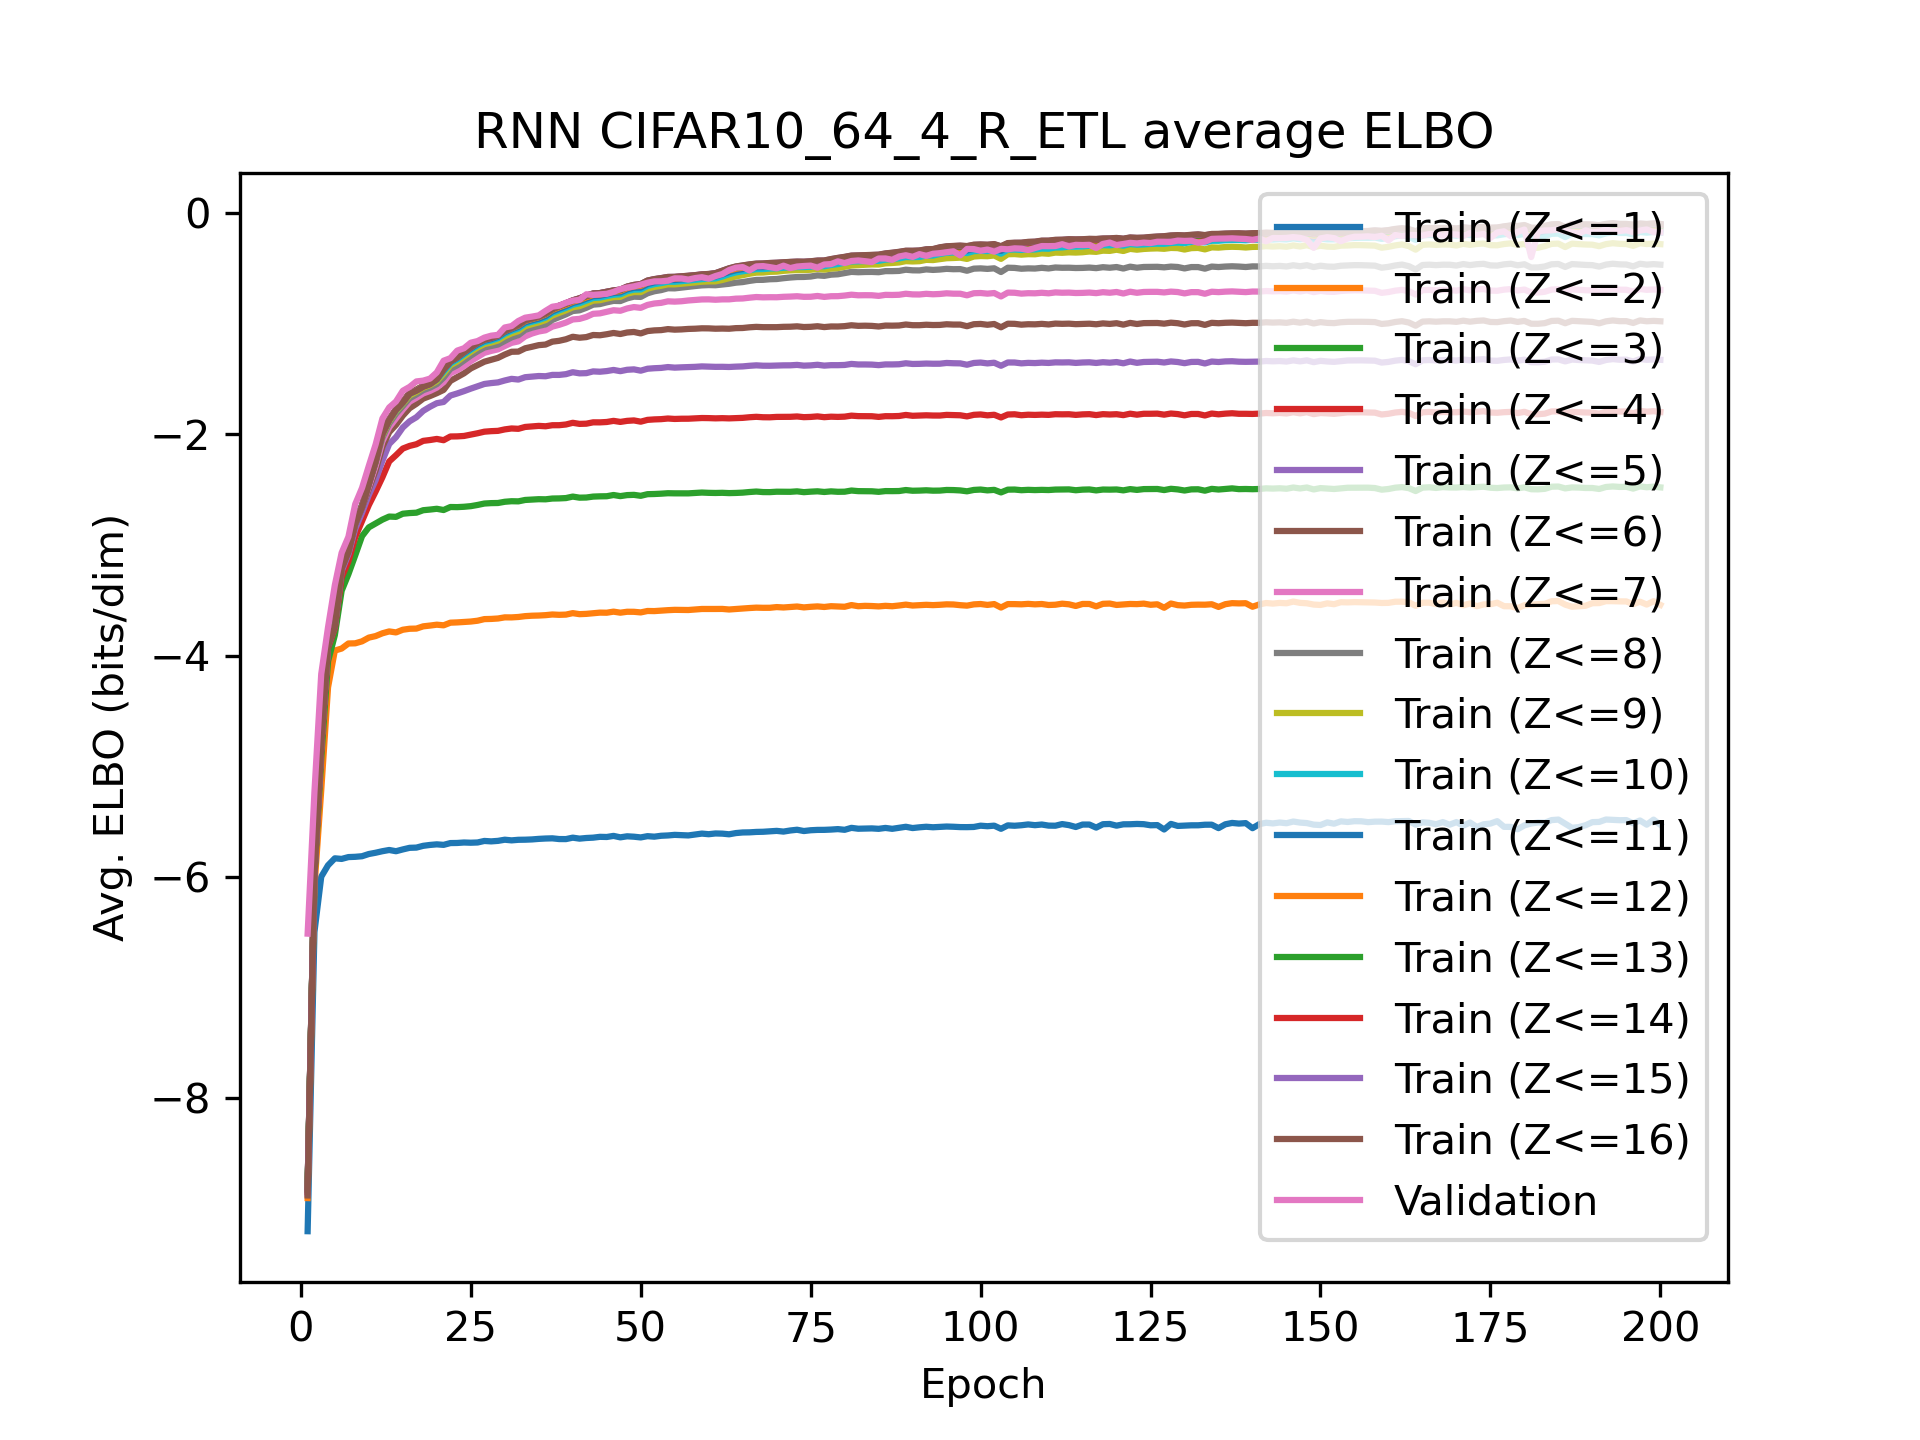 RNN CIFAR10_64_4_R_ETL average ELBO
Avg. ELBO (bits/dim)
0
−2
−4
−6
−8
Train (Z<=1)
Train (Z<=2)
Train (Z<=3)
Train (Z<=4)
Train (Z<=5)
Train (Z<=6)
Train (Z<=7)
Train (Z<=8)
Train (Z<=9)
Train (Z<=10)
Train (Z<=11)
Train (Z<=12)
Train (Z<=13)
Train (Z<=14)
Train (Z<=15)
Train (Z<=16)
Validation
0 25 50 75 100 125 150 175 200
Epoch